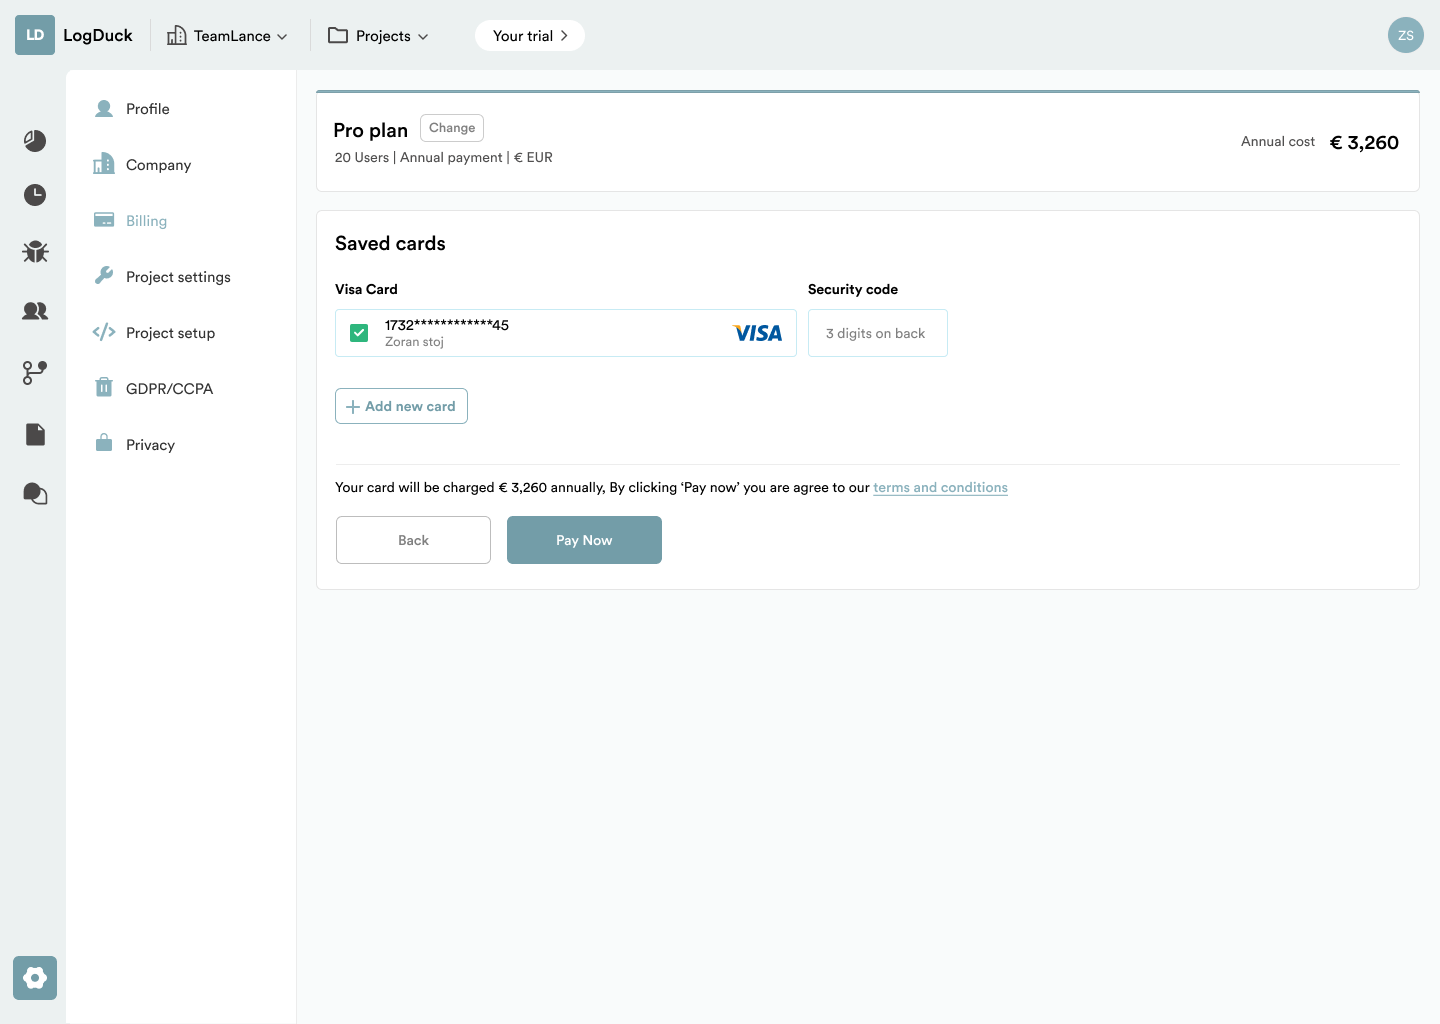 LD LogDuck TeamLance Projects Your trial ZS
Profile
Company
Billing
Project settings
Project setup
GDPR/CCPA
Privacy
Pro plan Change
20 Users | Annual payment | € EUR
Annual cost € 3,260
Saved cards
Visa Card Security code
1732************45
Zoran stoj
VISA
3 digits on back
Add new card
Your card will be charged € 3,260 annually, By clicking ‘Pay now’ you are agree to our terms and conditions
Back Pay Now